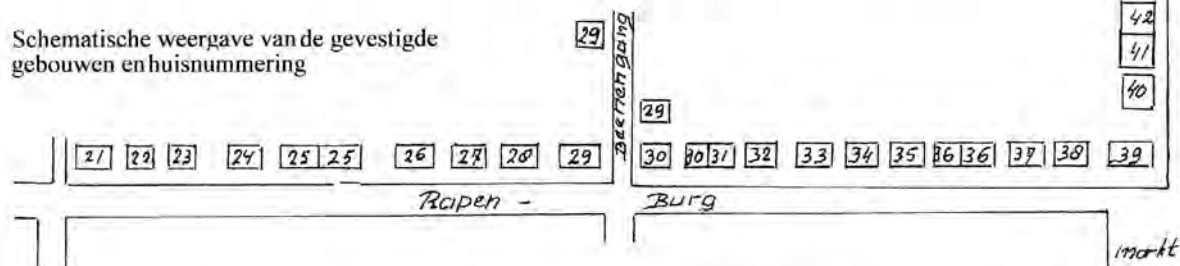 Schematische weergave van de gevestigde
gebouwen en huisnummering
29
Beerengang
42
41
40
29
21 22 23 24 25 25 26 27 28 29 30 30 31 32 33 34 35 36 36 37 38 39
Rapen - Burg
markt